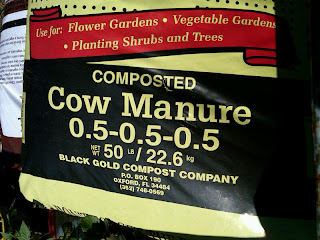 Use for: Flower Gardens • Vegetable Gardens
• Planting Shrubs and Trees
COMPOSTED
Cow Manure
0.5-0.5-0.5
NET WT 50 LB / 22.6 kg
BLACK GOLD COMPOST COMPANY
P.O. BOX 190
OXFORD, FL 34484
(352) 748-0569